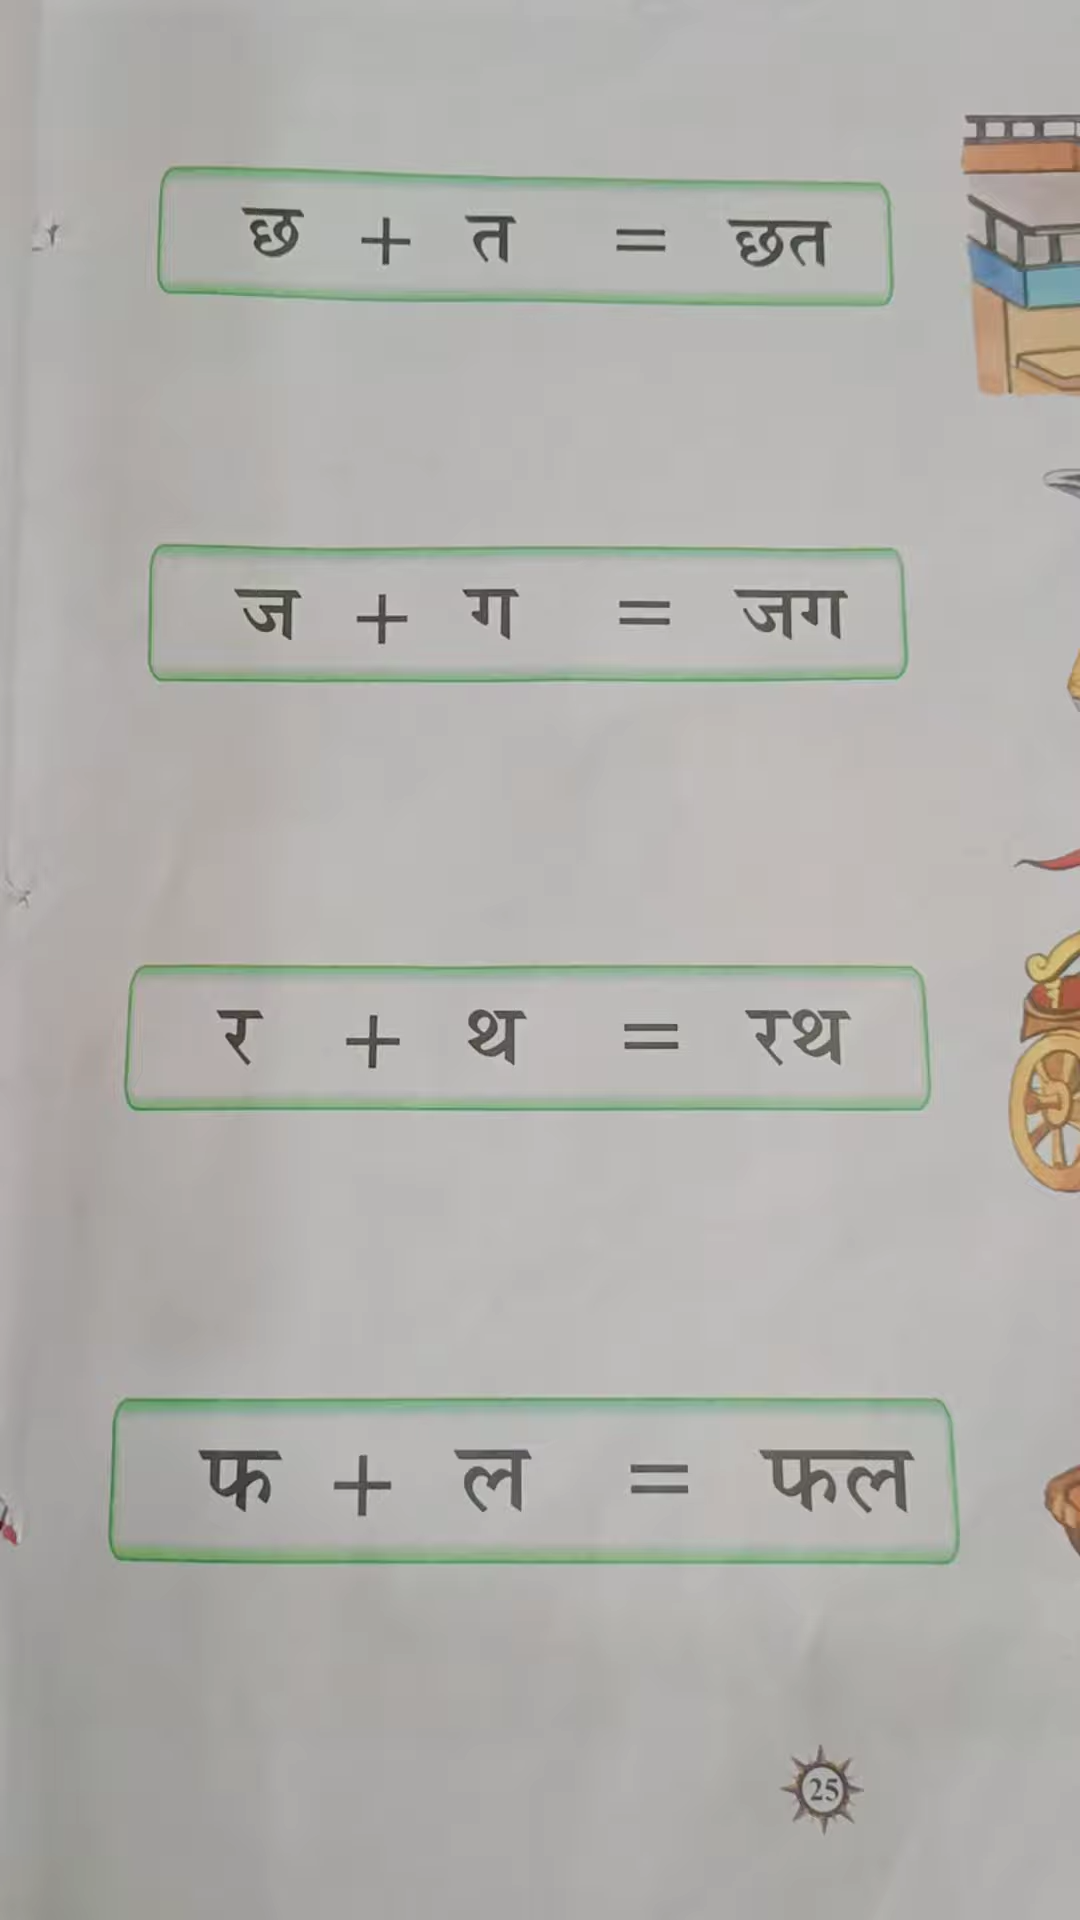 छ + त = छत
ज + ग = जग
र + थ = रथ
फ + ल = फल
25